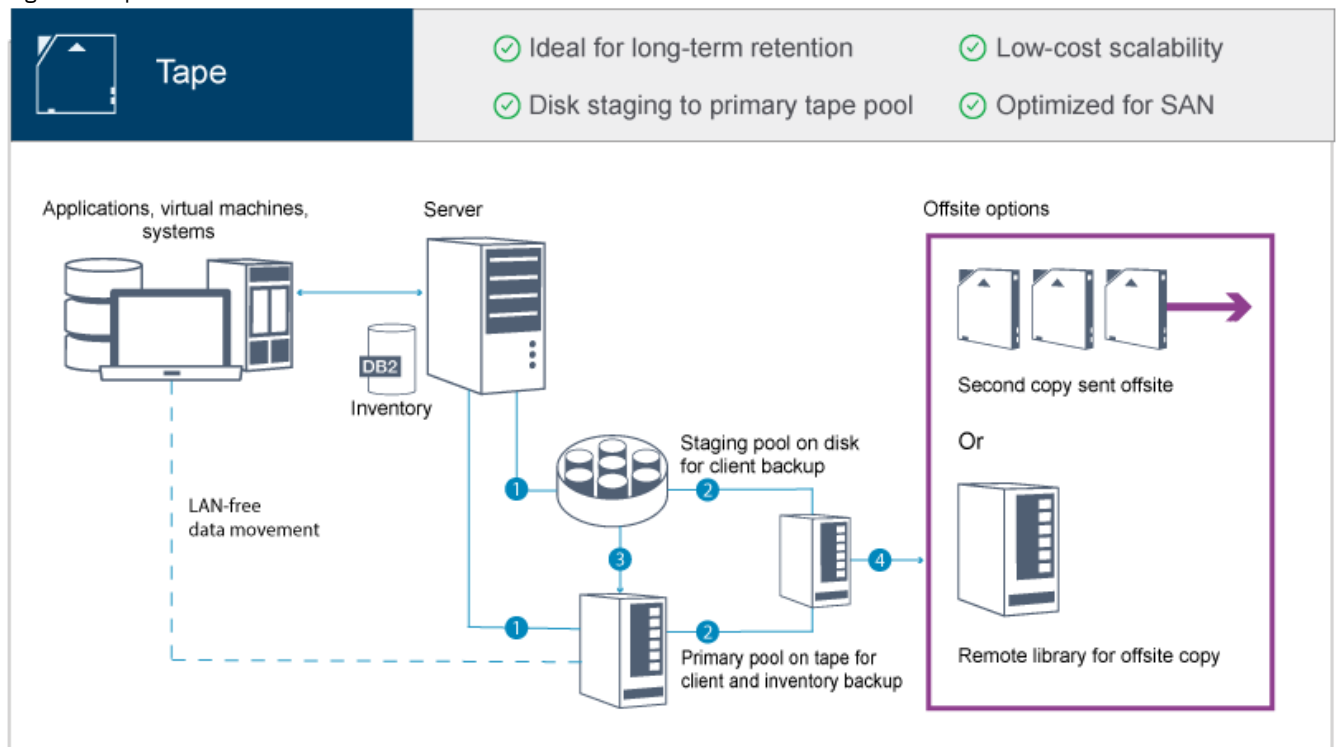 Tape
Ideal for long-term retention
Low-cost scalability
Disk staging to primary tape pool
Optimized for SAN
Applications, virtual machines,
systems
Server
Offsite options
DB2
Inventory
Second copy sent offsite
Staging pool on disk
for client backup
Or
1
2
LAN-free
data movement
3
4
1
2
Primary pool on tape for
client and inventory backup
Remote library for offsite copy